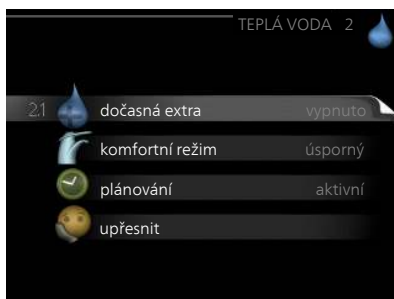 TEPLÁ VODA 2
2.1 dočasná extra vypnuto
komfortní režim úsporný
plánování aktivní
upřesnit